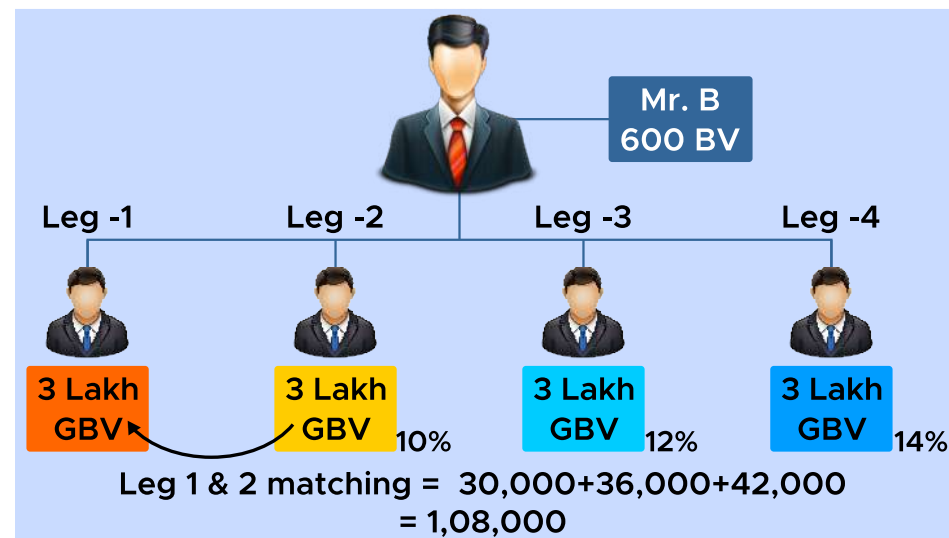 Mr. B
600 BV
Leg -1
Leg -2
Leg -3
Leg -4
3 Lakh
GBV
3 Lakh
GBV
10%
3 Lakh
GBV
12%
3 Lakh
GBV
14%
Leg 1 & 2 matching = 30,000+36,000+42,000
= 1,08,000